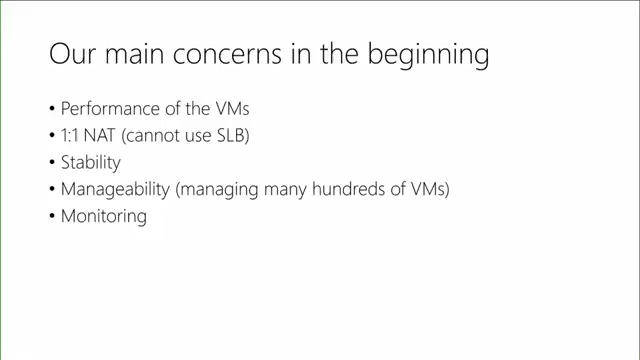 Our main concerns in the beginning
• Performance of the VMs
• 1:1 NAT (cannot use SLB)
• Stability
• Manageability (managing many hundreds of VMs)
• Monitoring